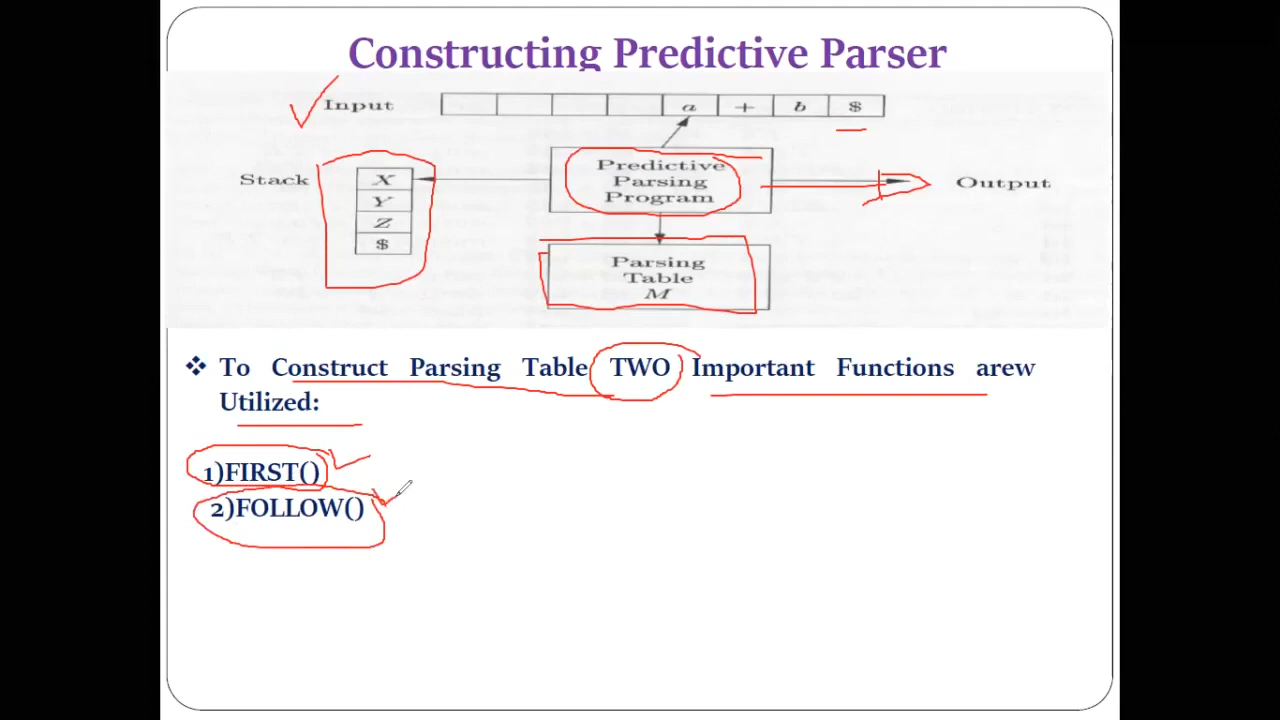 Constructing Predictive Parser
Input a + b $
Stack X Y Z $
Predictive
Parsing
Program
Output
Parsing
Table
M
❖ To Construct Parsing Table TWO Important Functions arew
Utilized:
1)FIRST()
2)FOLLOW()